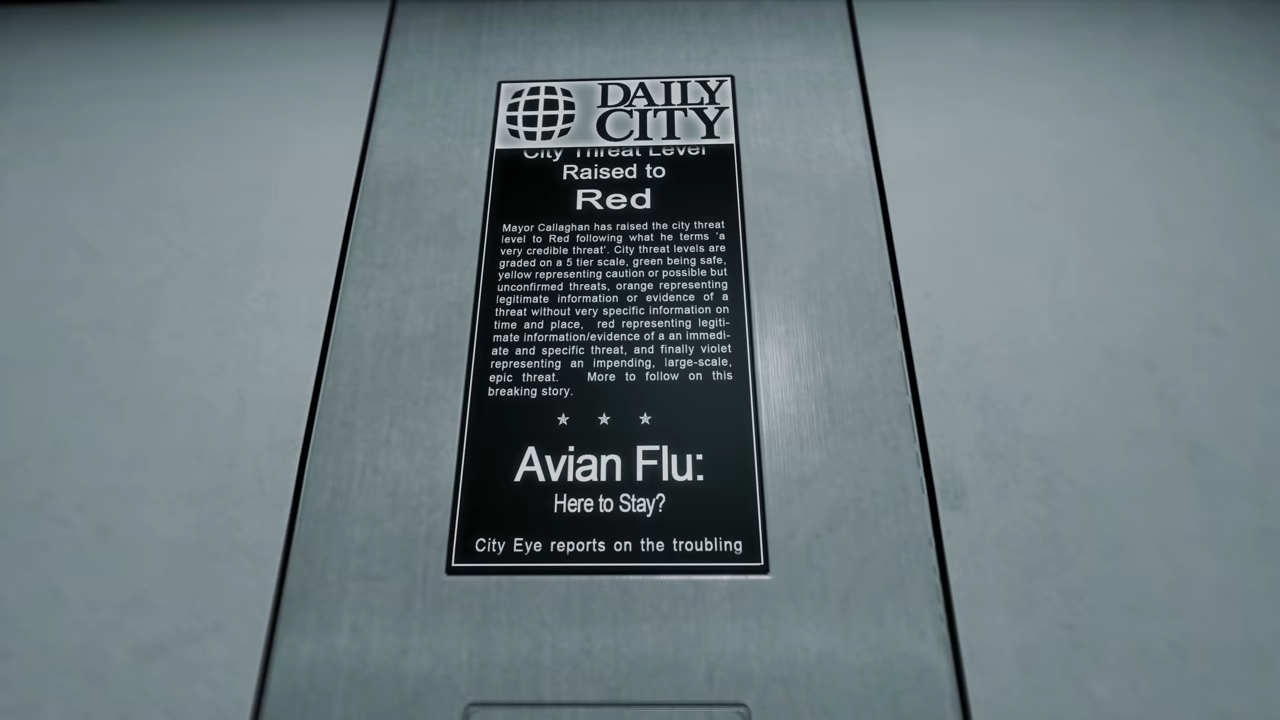 DAILY
CITY
City Threat Level
Raised to
Red
Mayor Callaghan has raised the city threat
level to Red following what he terms 'a
very credible threat'. City threat levels are
graded on a 5 tier scale, green being safe,
yellow representing caution or possible but
unconfirmed threats, orange representing
legitimate information or evidence of a
threat without very specific information on
time and place, red representing legiti-
mate information/evidence of a an immedi-
ate and specific threat, and finally violet
representing an impending, large-scale,
epic threat. More to follow on this
breaking story.
Avian Flu:
Here to Stay?
City Eye reports on the troubling